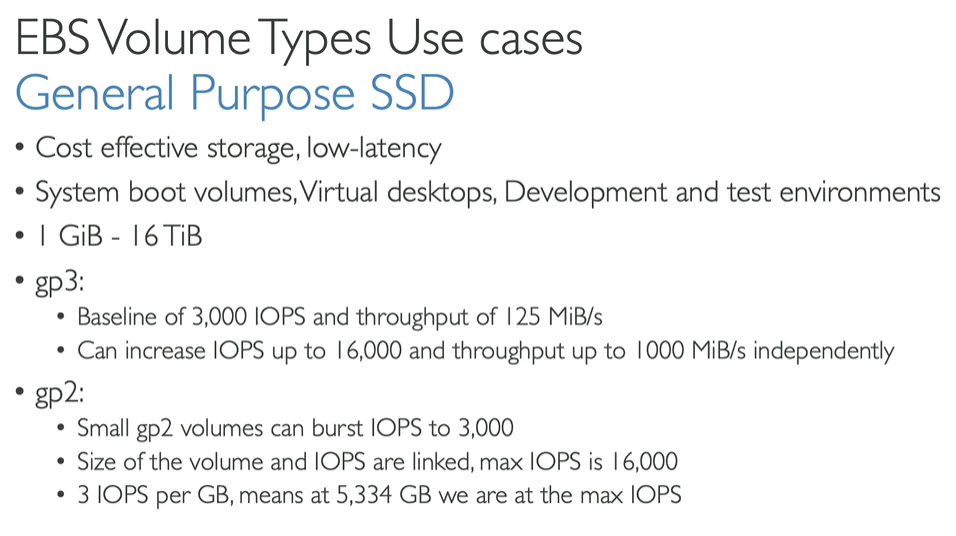 EBS Volume Types Use cases
General Purpose SSD
• Cost effective storage, low-latency
• System boot volumes, Virtual desktops, Development and test environments
• 1 GiB - 16 TiB
• gp3:
• Baseline of 3,000 IOPS and throughput of 125 MiB/s
• Can increase IOPS up to 16,000 and throughput up to 1000 MiB/s independently
• gp2:
• Small gp2 volumes can burst IOPS to 3,000
• Size of the volume and IOPS are linked, max IOPS is 16,000
• 3 IOPS per GB, means at 5,334 GB we are at the max IOPS